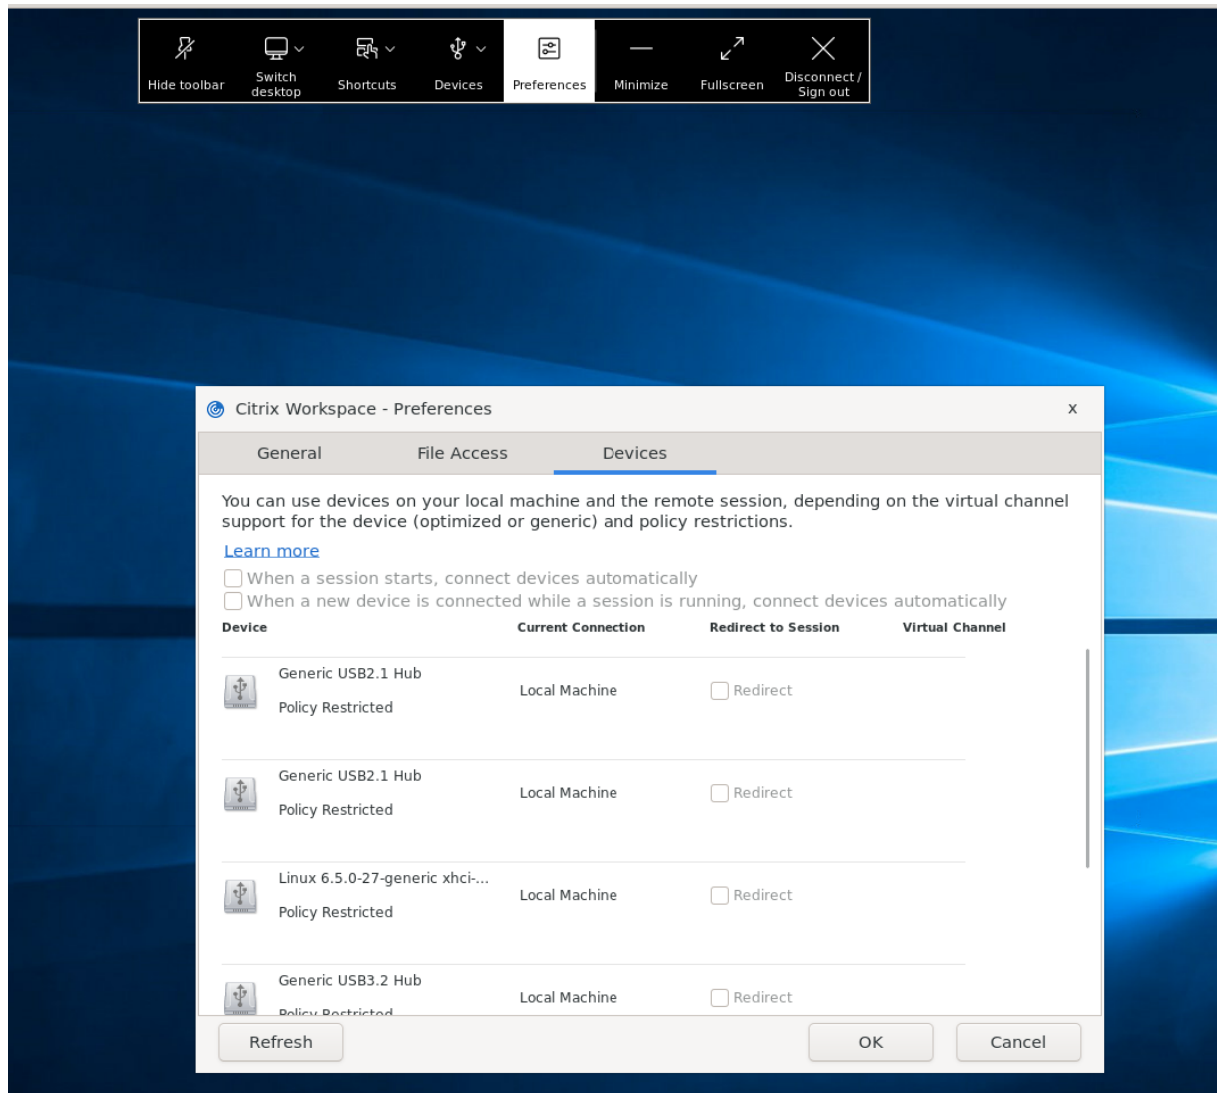 Hide toolbar
Switch desktop
Shortcuts
Devices
Preferences
Minimize
Fullscreen
Disconnect / Sign out
Citrix Workspace - Preferences
x
General File Access Devices
You can use devices on your local machine and the remote session, depending on the virtual channel
support for the device (optimized or generic) and policy restrictions.
Learn more
When a session starts, connect devices automatically
When a new device is connected while a session is running, connect devices automatically
Device Current Connection Redirect to Session Virtual Channel
Generic USB2.1 Hub
Policy Restricted
Local Machine
Redirect
Generic USB2.1 Hub
Policy Restricted
Local Machine
Redirect
Linux 6.5.0-27-generic xhci-...
Policy Restricted
Local Machine
Redirect
Generic USB3.2 Hub
Policy Restricted
Local Machine
Redirect
Refresh OK Cancel